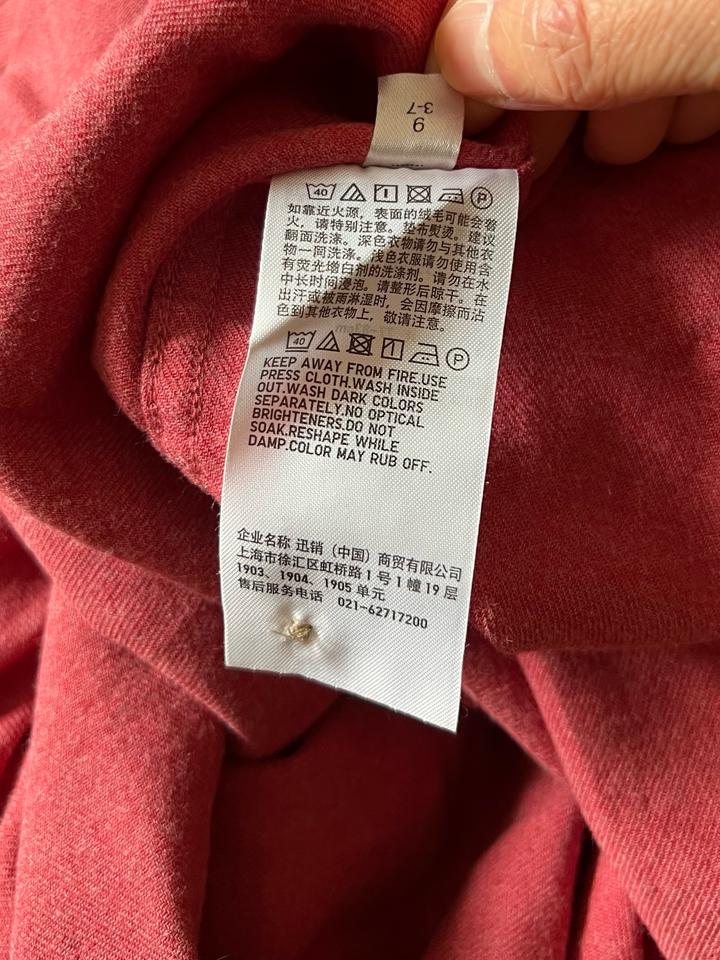 9
3-7
40
P
如靠近火源，表面的绒毛可能会着
火，请特别注意。垫布熨烫。建议
翻面洗涤。深色衣物请勿与其他衣
物一同洗涤。浅色衣服请勿使用含
有荧光增白剂的洗涤剂。请勿在水
中长时间浸泡。请整形后晾干。在
出汗或被雨淋湿时，会因摩擦而沾
色到其他衣物上，敬请注意。
40
P
KEEP AWAY FROM FIRE.USE
PRESS CLOTH.WASH INSIDE
OUT.WASH DARK COLORS
SEPARATELY.NO OPTICAL
BRIGHTENERS.DO NOT
SOAK.RESHAPE WHILE
DAMP.COLOR MAY RUB OFF.
企业名称 迅销（中国）商贸有限公司
上海市徐汇区虹桥路1号1幢19层
1903、1904、1905 单元
售后服务电话 021-62717200